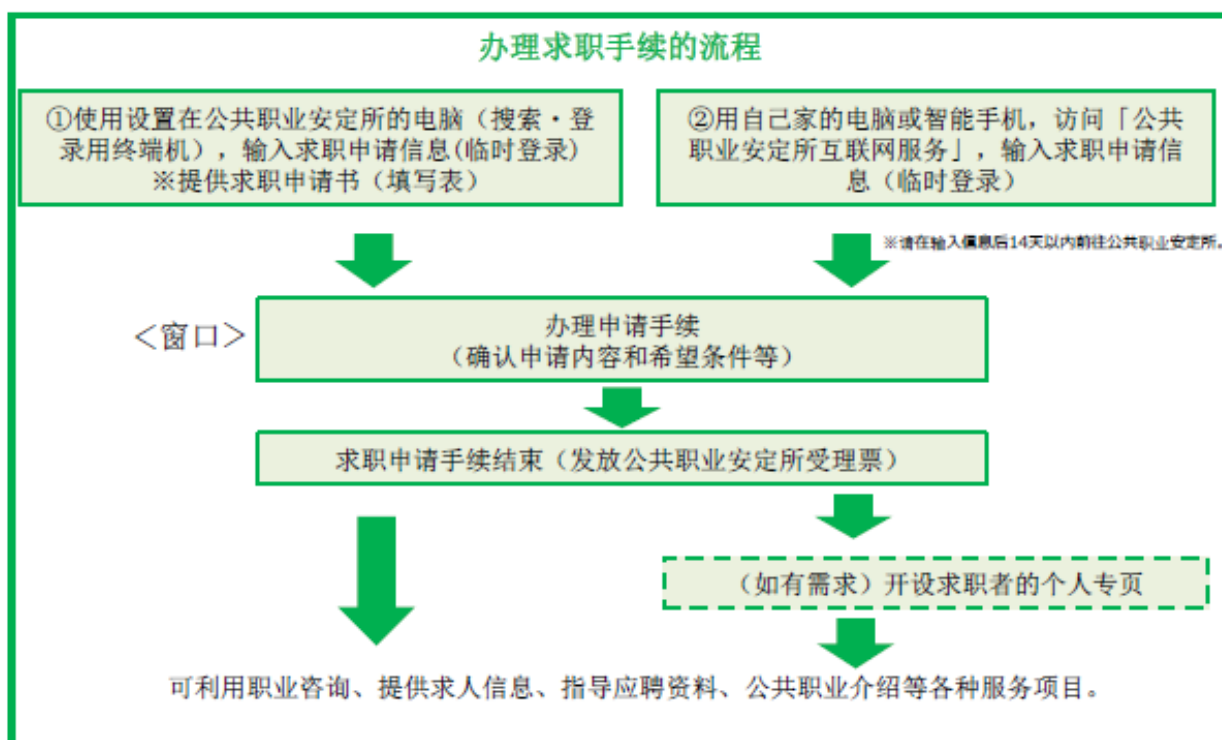 办理求职手续的流程
①使用设置在公共职业安定所的电脑（搜索・登
录用终端机），输入求职申请信息(临时登录)
※提供求职申请书（填写表）
②用自己家的电脑或智能手机，访问「公共
职业安定所互联网服务」，输入求职申请信
息（临时登录）
※请在输入信息后14天以内前往公共职业安定所。
＜窗口＞
办理申请手续
（确认申请内容和希望条件等）
求职申请手续结束（发放公共职业安定所受理票）
（如有需求）开设求职者的个人专页
可利用职业咨询、提供求人信息、指导应聘资料、公共职业介绍等各种服务项目。